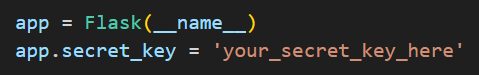 app = Flask(__name__)
app.secret_key = 'your_secret_key_here'